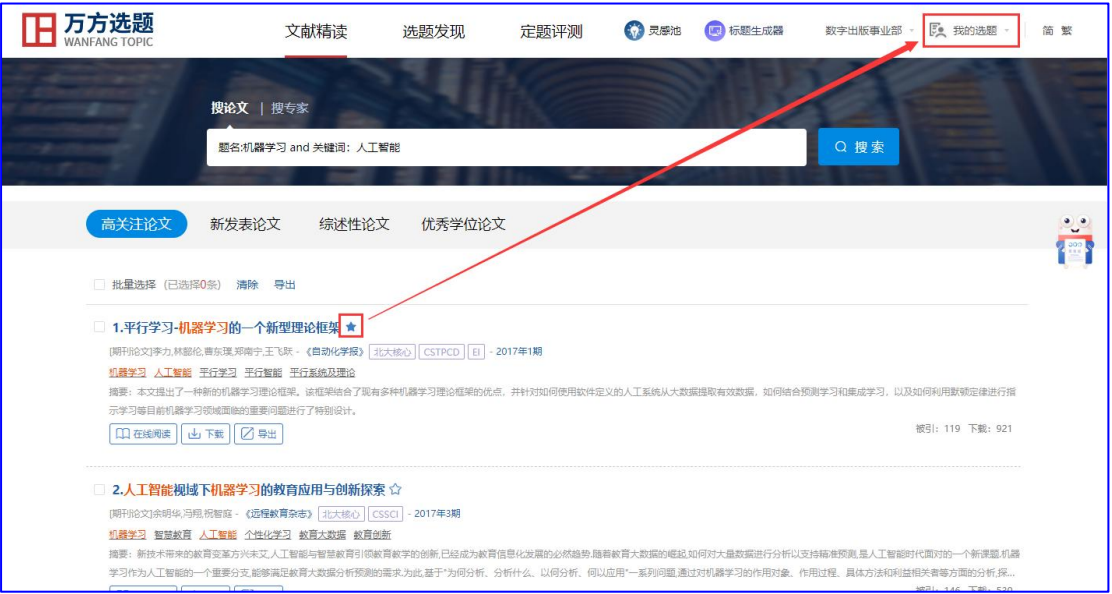 万方选题
WANFANG TOPIC
文献精读 选题发现 定题评测 灵感池 标题生成器 数字出版事业部 我的选题 简 繁
搜论文 | 搜专家
题名:机器学习 and 关键词：人工智能
搜索
高关注论文 新发表论文 综述性论文 优秀学位论文
批量选择 (已选择0条) 清除 导出
1.平行学习-机器学习的一个新型理论框架
[期刊论文]李力,林懿伦,曹东璞,郑南宁,王飞跃 - 《自动化学报》 北大核心 CSTPCD EI - 2017年1期
机器学习 人工智能 平行学习 平行智能 平行系统及理论
摘要：本文提出了一种新的机器学习理论框架。该框架结合了现有多种机器学习理论框架的优点，并针对如何使用软件定义的人工系统从大数据提取有效数据，如何结合预测学习和集成学习，以及如何利用默顿定律进行指
示学习等目前机器学习领域面临的重要问题进行了特别设计。
在线阅读 下载 导出 被引：119 下载：921
2.人工智能视域下机器学习的教育应用与创新探索
[期刊论文]余明华,冯翔,祝智庭 - 《远程教育杂志》 北大核心 CSSCI - 2017年3期
机器学习 智慧教育 人工智能 个性化学习 教育大数据 教育创新
摘要：新技术带来的教育变革方兴未艾,人工智能与智慧教育引领教育教学的创新,已经成为教育信息化发展的必然趋势.随着教育大数据的崛起,如何对大量数据进行分析以支持精准预测,是人工智能时代面对的一个新课题.机器
学习作为人工智能的一个重要分支,能够满足教育大数据分析预测的需求.为此,基于"为何分析、分析什么、以何分析、何以应用"一系列问题,通过对机器学习的作用对象、作用过程、具体方法和利益相关者等方面的分析,探...
被引：146 下载：539